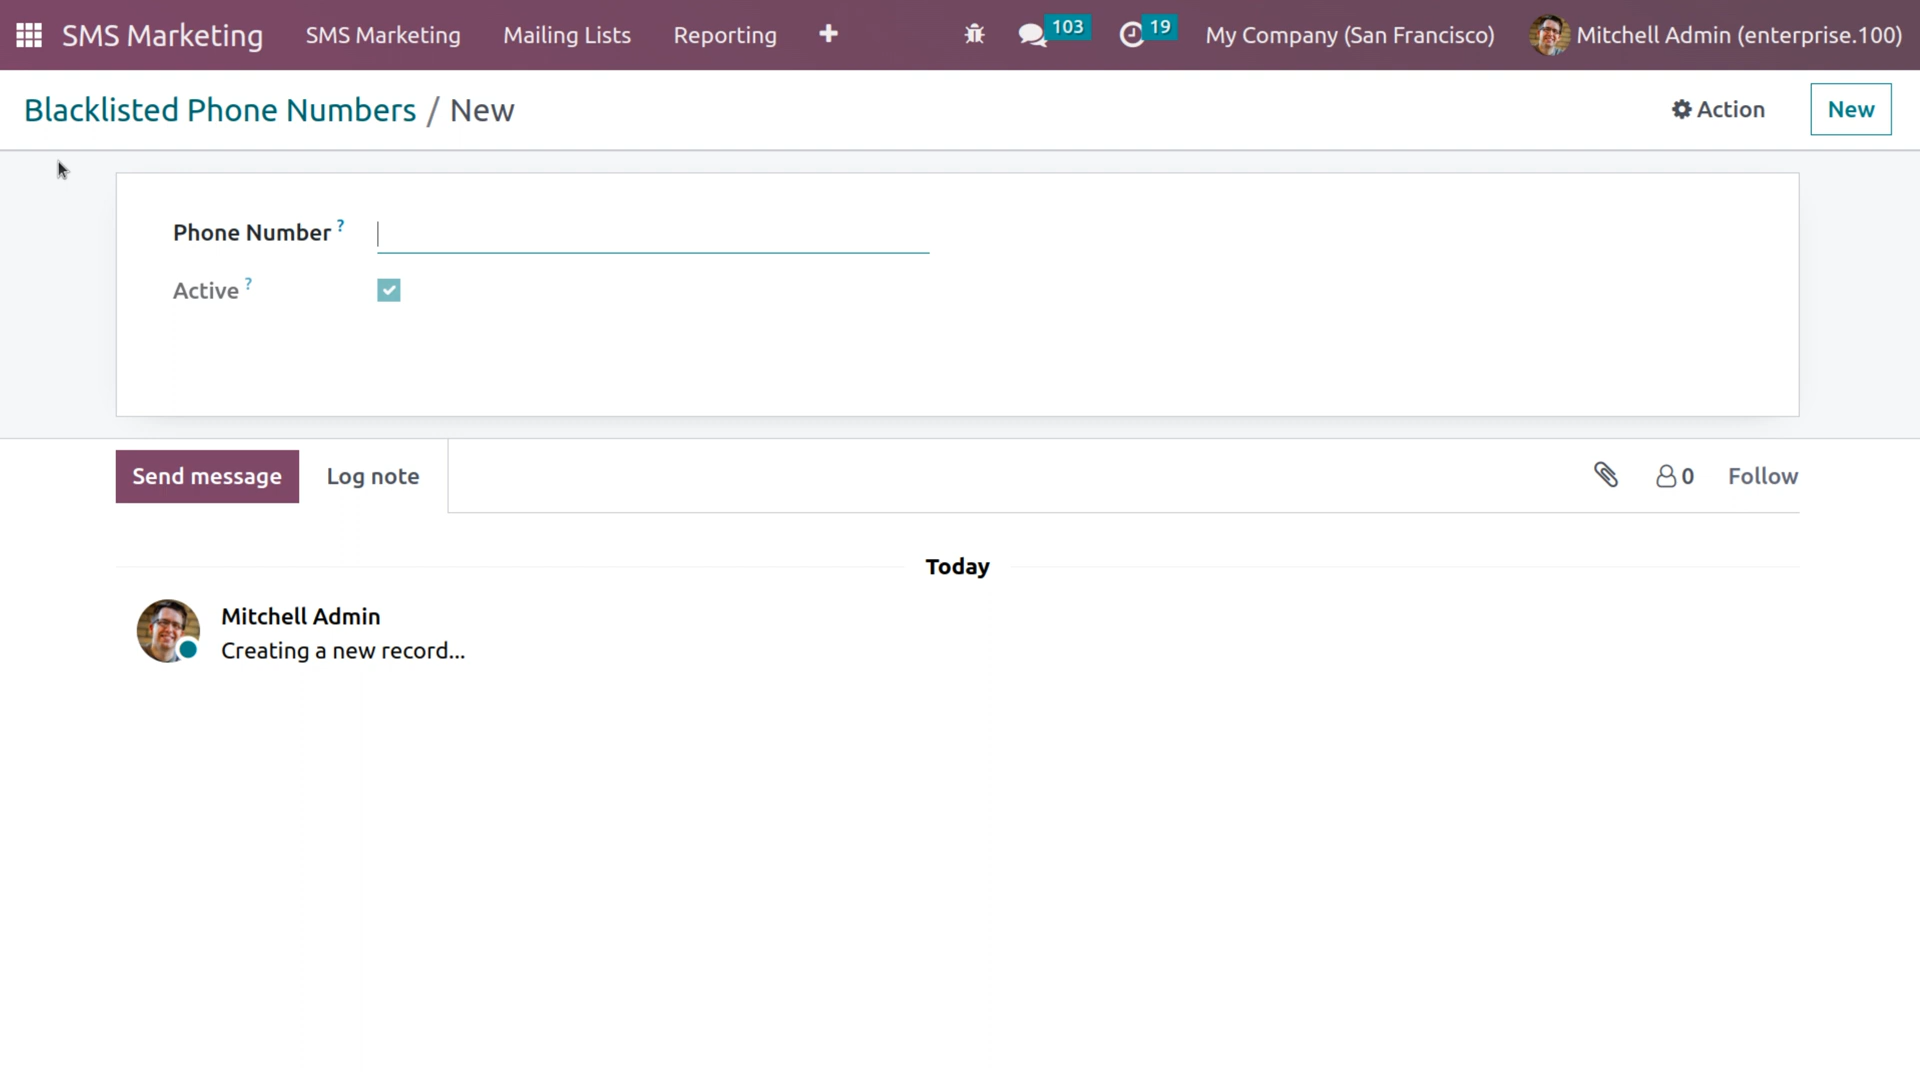 SMS Marketing SMS Marketing Mailing Lists Reporting 103 19 My Company (San Francisco) Mitchell Admin (enterprise.100)
Blacklisted Phone Numbers / New Action New
Phone Number ?
Active ?
Send message Log note 0 Follow
Today
Mitchell Admin
Creating a new record...